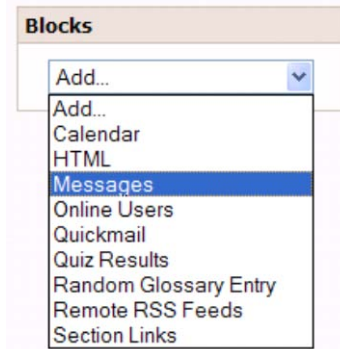 Blocks
Add...
Add...
Calendar
HTML
Messages
Online Users
Quickmail
Quiz Results
Random Glossary Entry
Remote RSS Feeds
Section Links